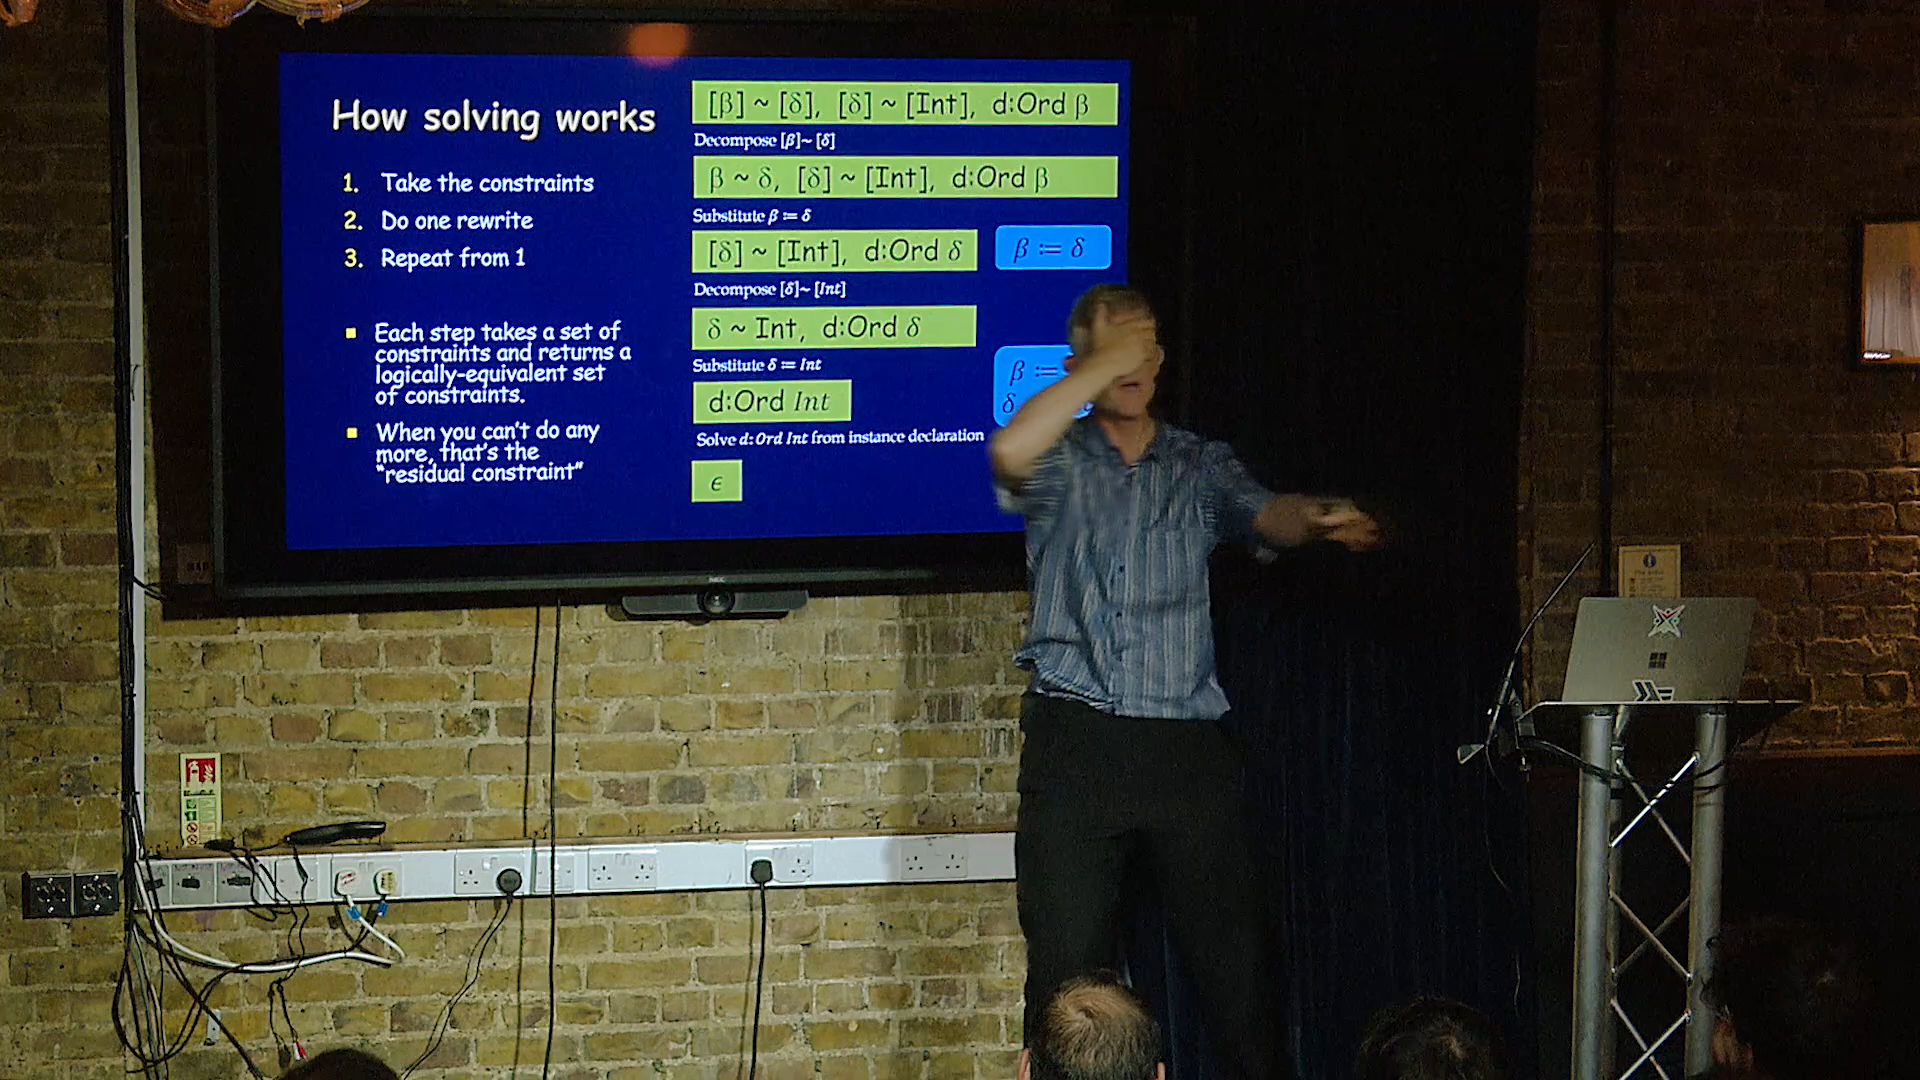 How solving works
1. Take the constraints
2. Do one rewrite
3. Repeat from 1
Each step takes a set of
constraints and returns a
logically-equivalent set
of constraints.
When you can't do any
more, that's the
"residual constraint"
[β] ~ [δ], [δ] ~ [Int], d:Ord β
Decompose [β]~ [δ]
β ~ δ, [δ] ~ [Int], d:Ord β
Substitute β ≔ δ
[δ] ~ [Int], d:Ord δ
β ≔ δ
Decompose [δ]~ [Int]
δ ~ Int, d:Ord δ
Substitute δ ≔ Int
β ≔
δ
d:Ord Int
Solve d: Ord Int from instance declaration
ϵ
NEC